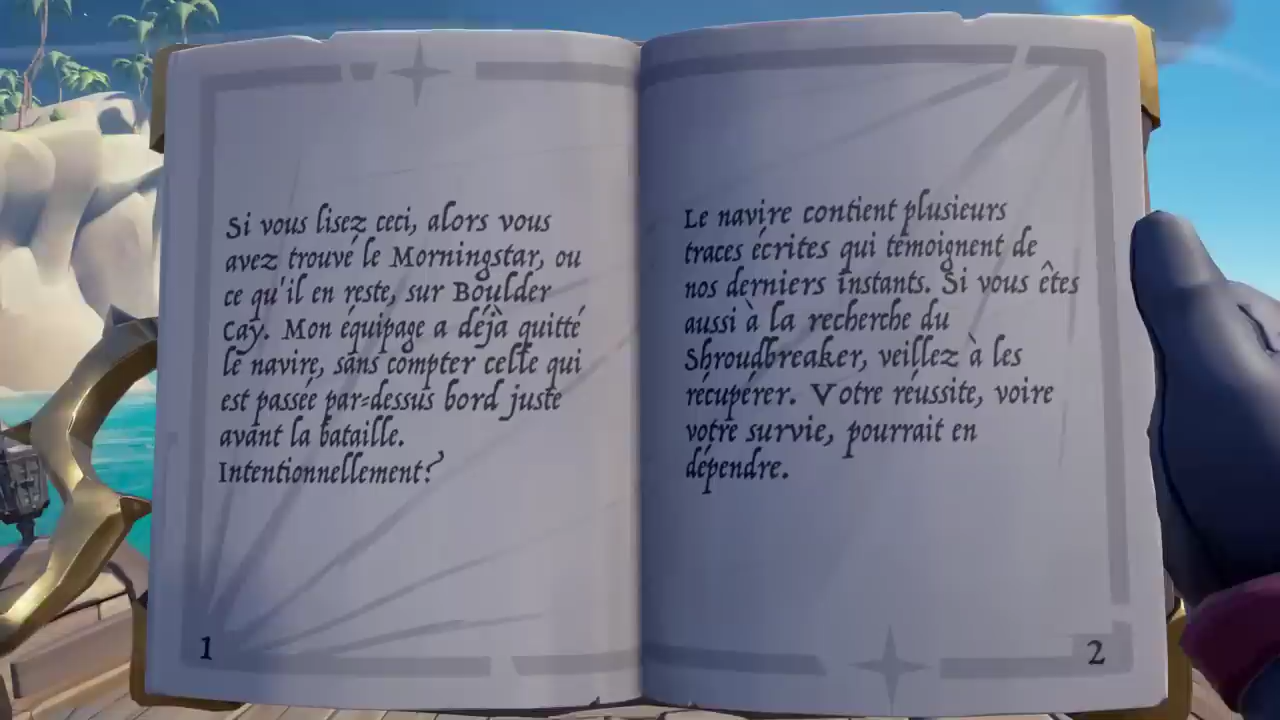 Si vous lisez ceci, alors vous
avez trouvé le Morningstar, ou
ce qu'il en reste, sur Boulder
Cay. Mon équipage a déjà quitté
le navire, sans compter celle qui
est passée par-dessus bord juste
avant la bataille.
Intentionnellement?
1
Le navire contient plusieurs
traces écrites qui témoignent de
nos derniers instants. Si vous êtes
aussi à la recherche du
Shroudbreaker, veillez à les
récupérer. Votre réussite, voire
votre survie, pourrait en
dépendre.
2